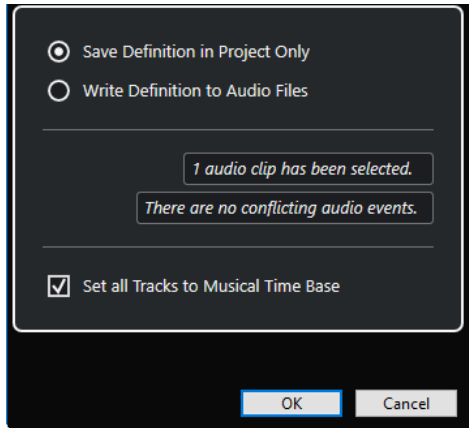 Save Definition in Project Only
Write Definition to Audio Files
1 audio clip has been selected.
There are no conflicting audio events.
Set all Tracks to Musical Time Base
OK
Cancel